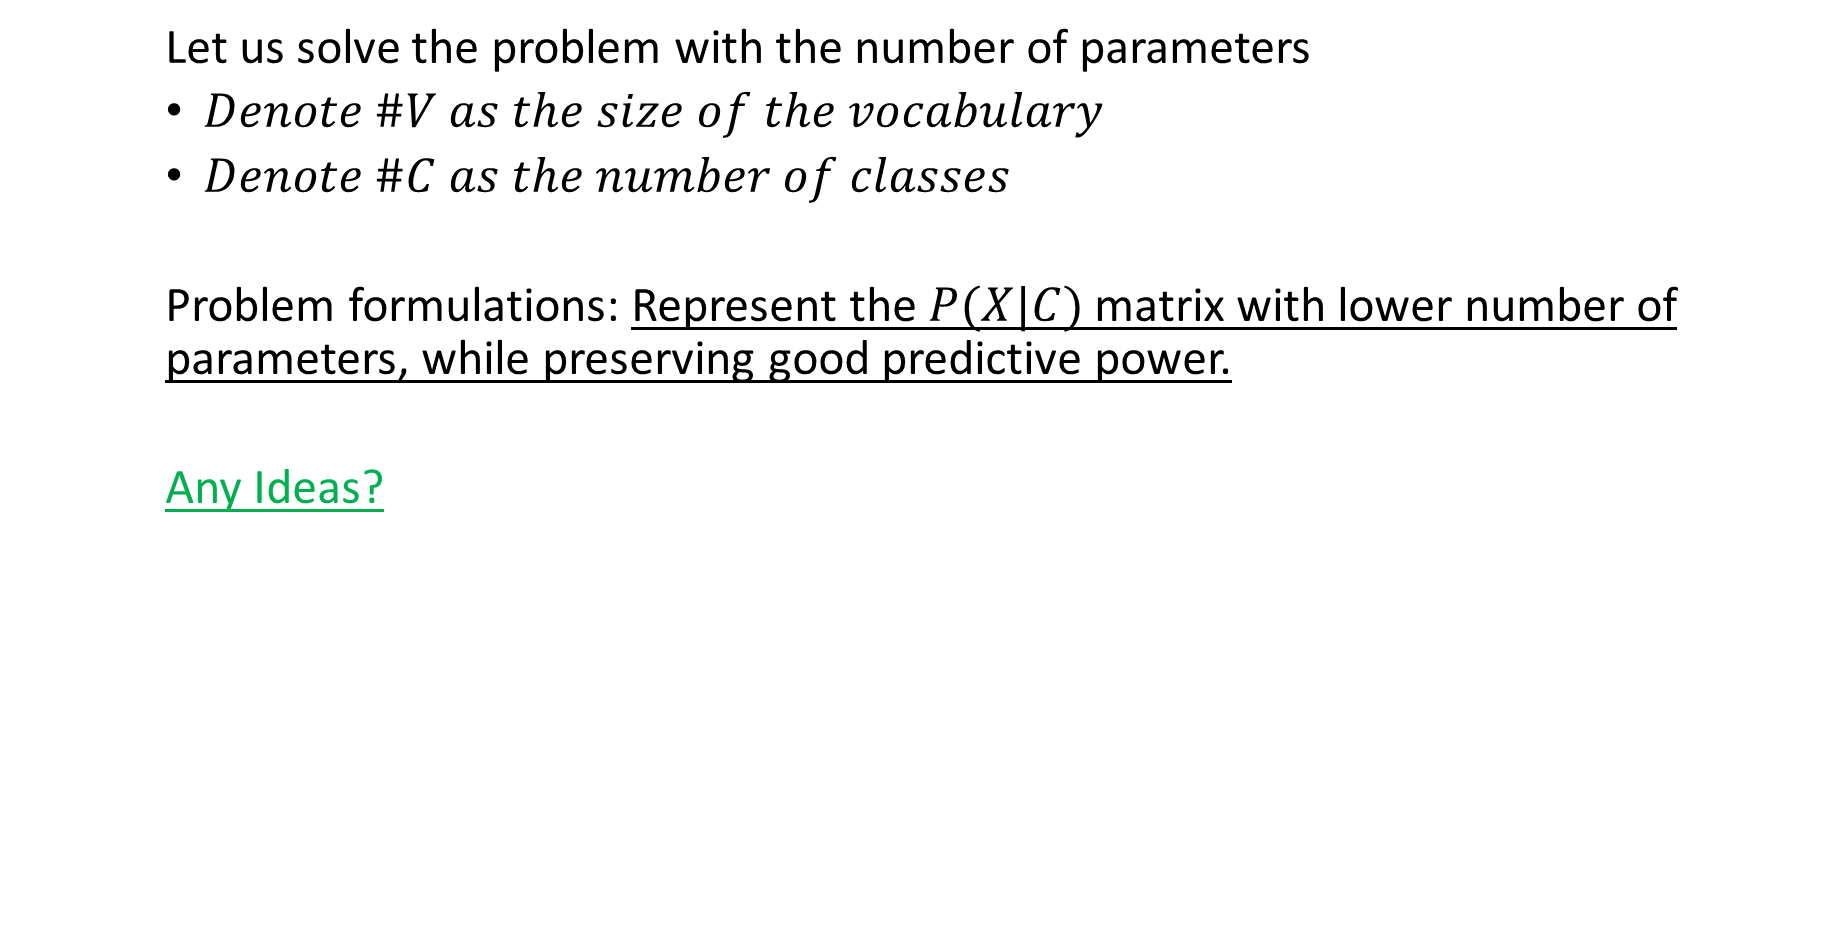 Let us solve the problem with the number of parameters
• Denote #V as the size of the vocabulary
• Denote #C as the number of classes
Problem formulations: Represent the P(X|C) matrix with lower number of
parameters, while preserving good predictive power.
Any Ideas?